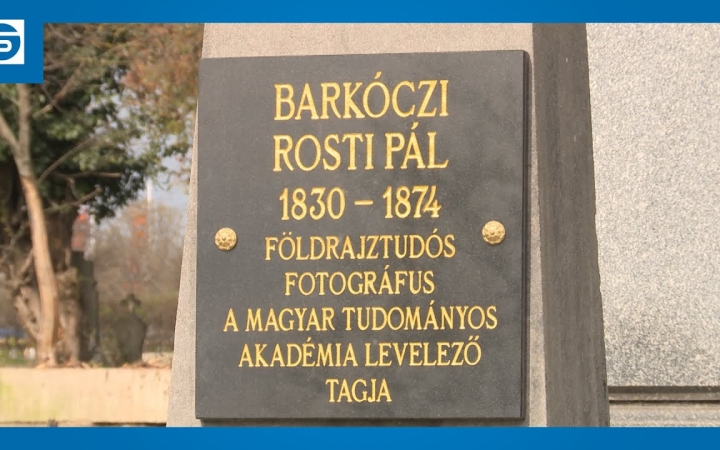 BARKÓCZI
ROSTI PÁL
1830 – 1874
FÖLDRAJZTUDÓS
FOTOGRÁFUS
A MAGYAR TUDOMÁNYOS
AKADÉMIA LEVELEZŐ
TAGJA